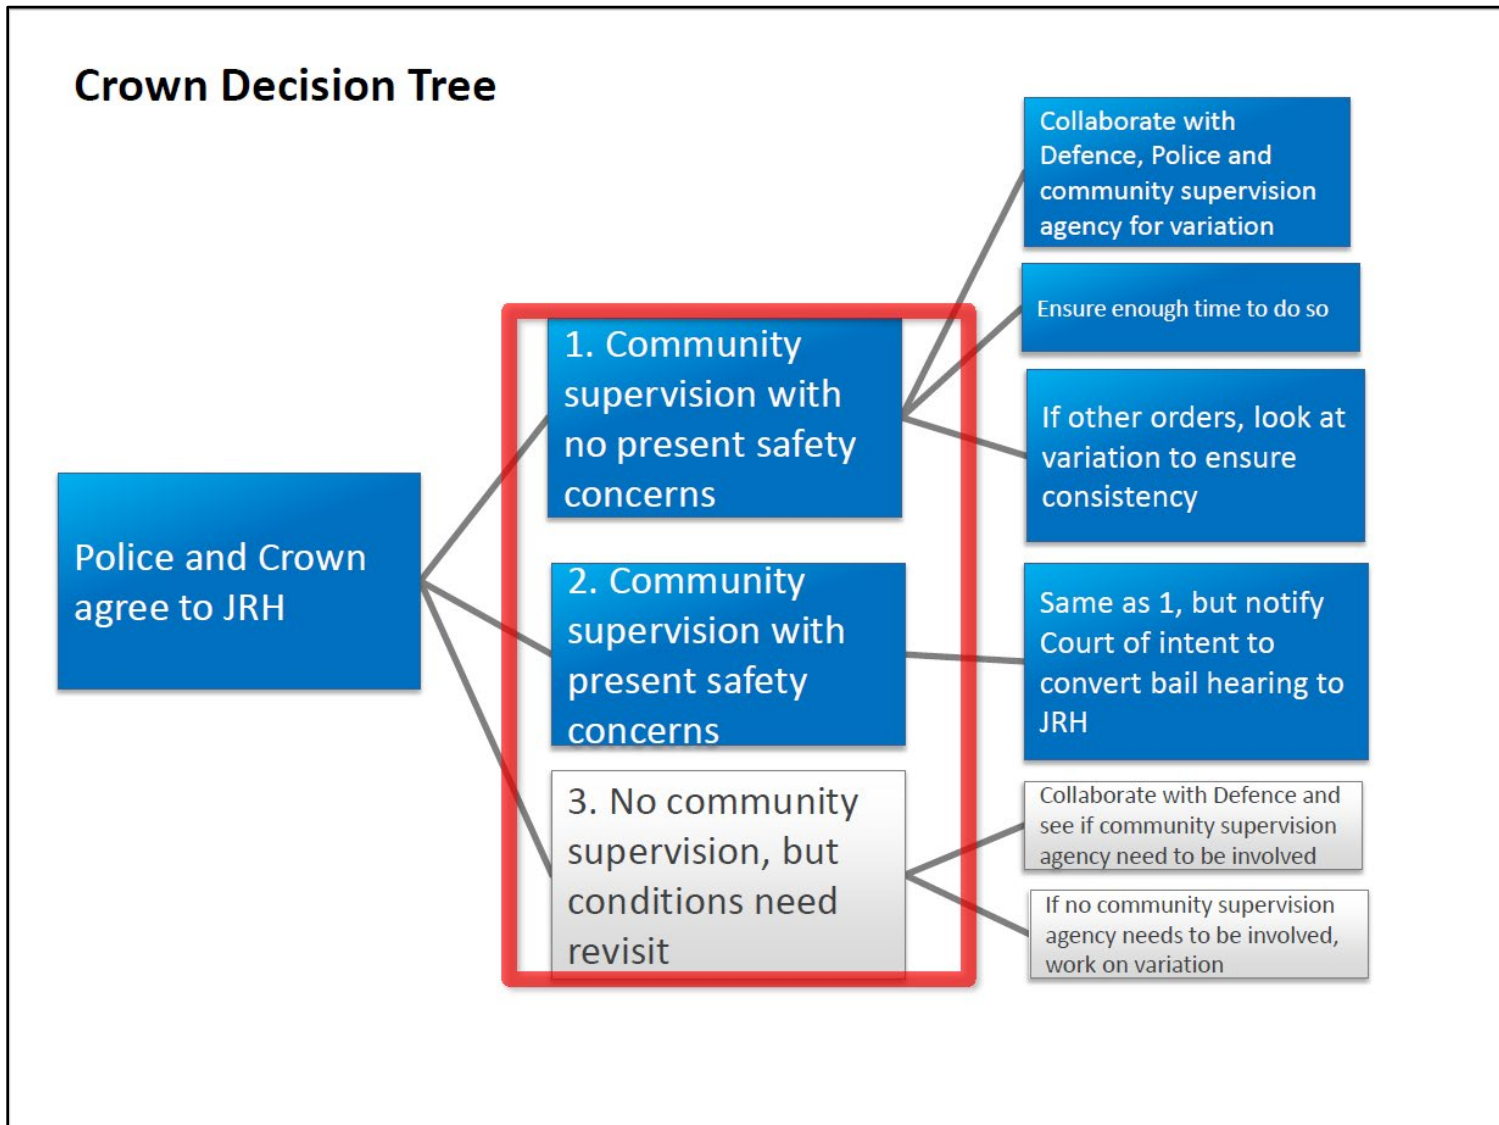 Crown Decision Tree
Police and Crown
agree to JRH
1. Community
supervision with
no present safety
concerns
2. Community
supervision with
present safety
concerns
3. No community
supervision, but
conditions need
revisit
Collaborate with
Defence, Police and
community supervision
agency for variation
Ensure enough time to do so
If other orders, look at
variation to ensure
consistency
Same as 1, but notify
Court of intent to
convert bail hearing to
JRH
Collaborate with Defence and
see if community supervision
agency need to be involved
If no community supervision
agency needs to be involved,
work on variation